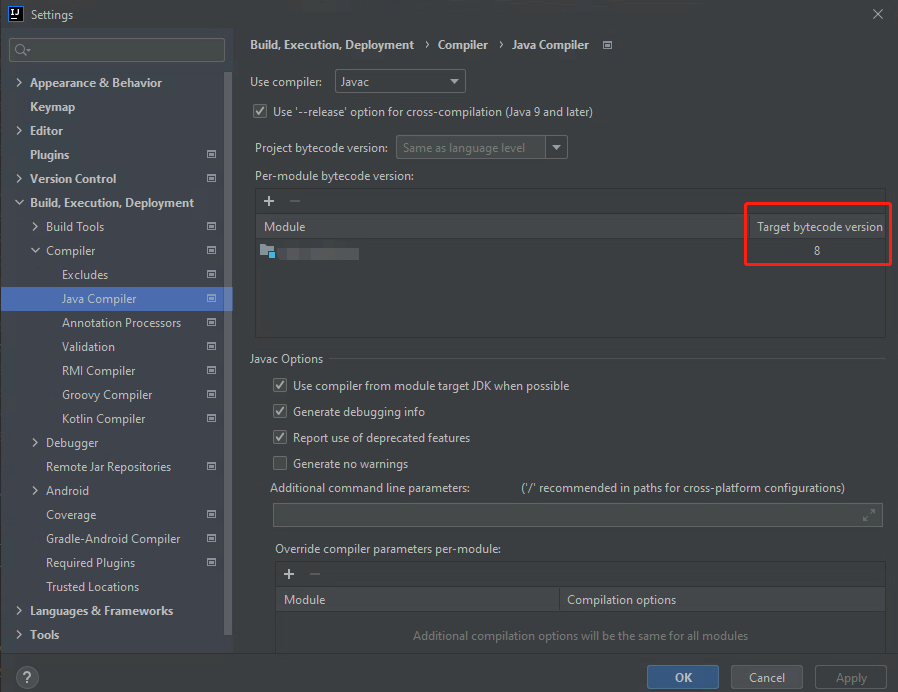 Settings
Appearance & Behavior
Keymap
Editor
Plugins
Version Control
Build, Execution, Deployment
Build Tools
Compiler
Excludes
Java Compiler
Annotation Processors
Validation
RMI Compiler
Groovy Compiler
Kotlin Compiler
Debugger
Remote Jar Repositories
Android
Coverage
Gradle-Android Compiler
Required Plugins
Trusted Locations
Languages & Frameworks
Tools
Build, Execution, Deployment › Compiler › Java Compiler
Use compiler: Javac
Use '--release' option for cross-compilation (Java 9 and later)
Project bytecode version: Same as language level
Per-module bytecode version:
Module Target bytecode version
8
Javac Options
Use compiler from module target JDK when possible
Generate debugging info
Report use of deprecated features
Generate no warnings
Additional command line parameters: ('/' recommended in paths for cross-platform configurations)
Override compiler parameters per-module:
Module Compilation options
Additional compilation options will be the same for all modules
? OK Cancel Apply